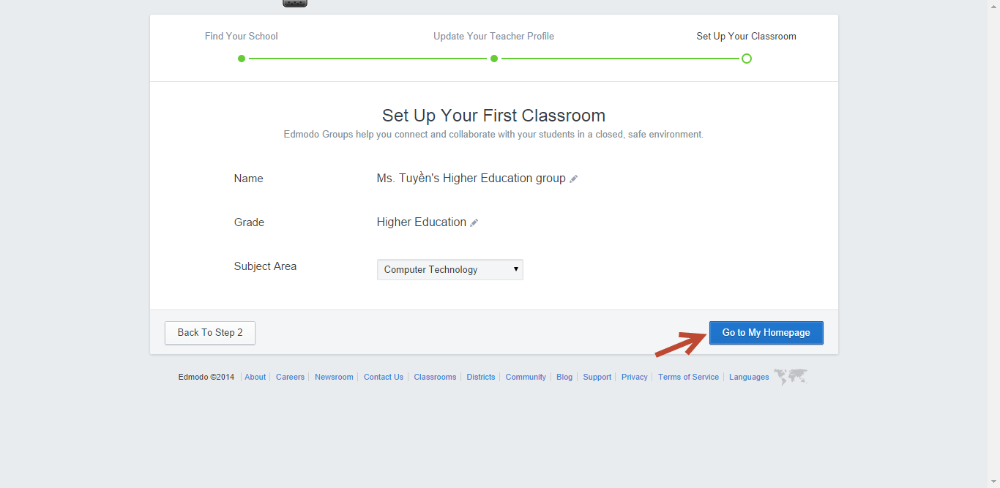 Find Your School Update Your Teacher Profile Set Up Your Classroom
Set Up Your First Classroom
Edmodo Groups help you connect and collaborate with your students in a closed, safe environment.
Name Ms. Tuyền's Higher Education group
Grade Higher Education
Subject Area Computer Technology
Back To Step 2 Go to My Homepage
Edmodo ©2014 About Careers Newsroom Contact Us Classrooms Districts Community Blog Support Privacy Terms of Service Languages